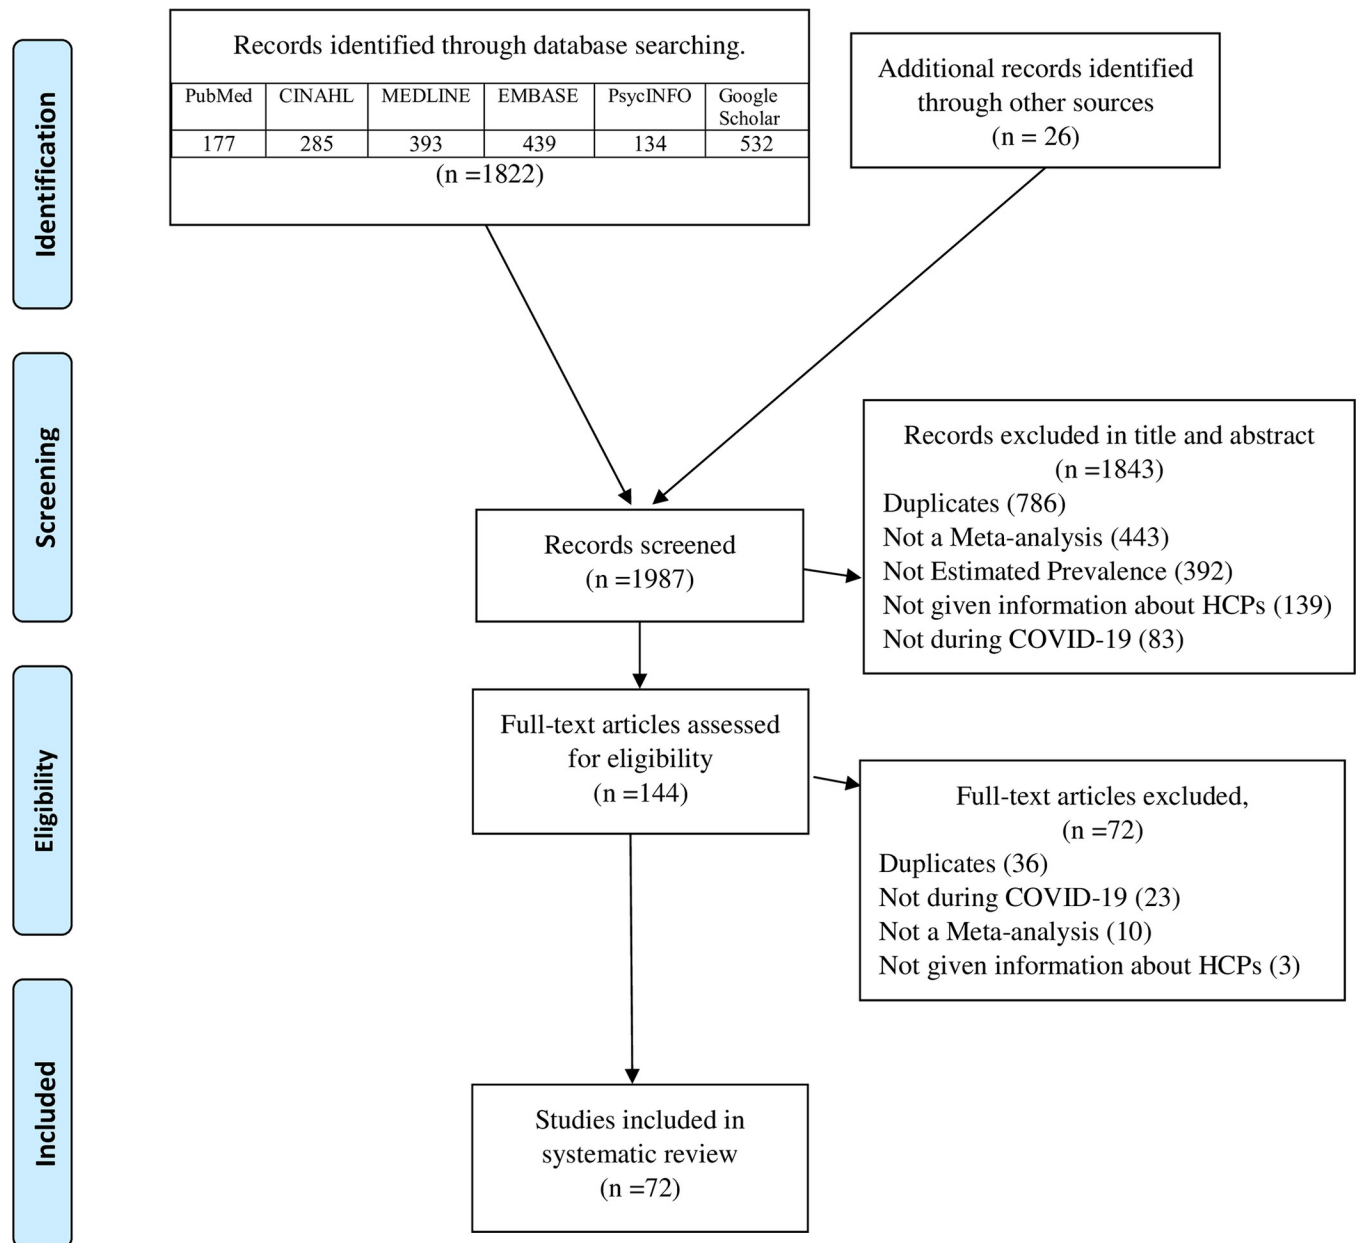 Identification
Records identified through database searching.
PubMed CINAHL MEDLINE EMBASE PsycINFO Google Scholar
177 285 393 439 134 532
(n =1822)
Additional records identified
through other sources
(n = 26)
Screening
Records screened
(n =1987)
Records excluded in title and abstract
(n =1843)
Duplicates (786)
Not a Meta-analysis (443)
Not Estimated Prevalence (392)
Not given information about HCPs (139)
Not during COVID-19 (83)
Eligibility
Full-text articles assessed
for eligibility
(n =144)
Full-text articles excluded,
(n =72)
Duplicates (36)
Not during COVID-19 (23)
Not a Meta-analysis (10)
Not given information about HCPs (3)
Included
Studies included in
systematic review
(n =72)